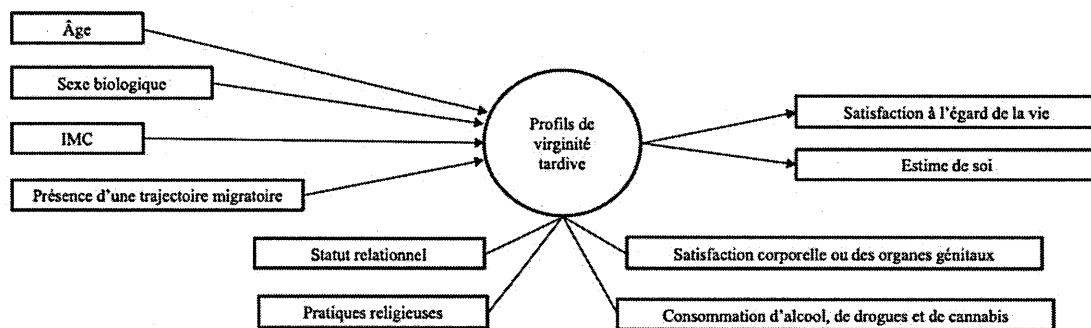 Âge
Sexe biologique
IMC
Présence d'une trajectoire migratoire
Profils de
virginité
tardive
Satisfaction à l'égard de la vie
Estime de soi
Statut relationnel
Satisfaction corporelle ou des organes génitaux
Pratiques religieuses
Consommation d'alcool, de drogues et de cannabis